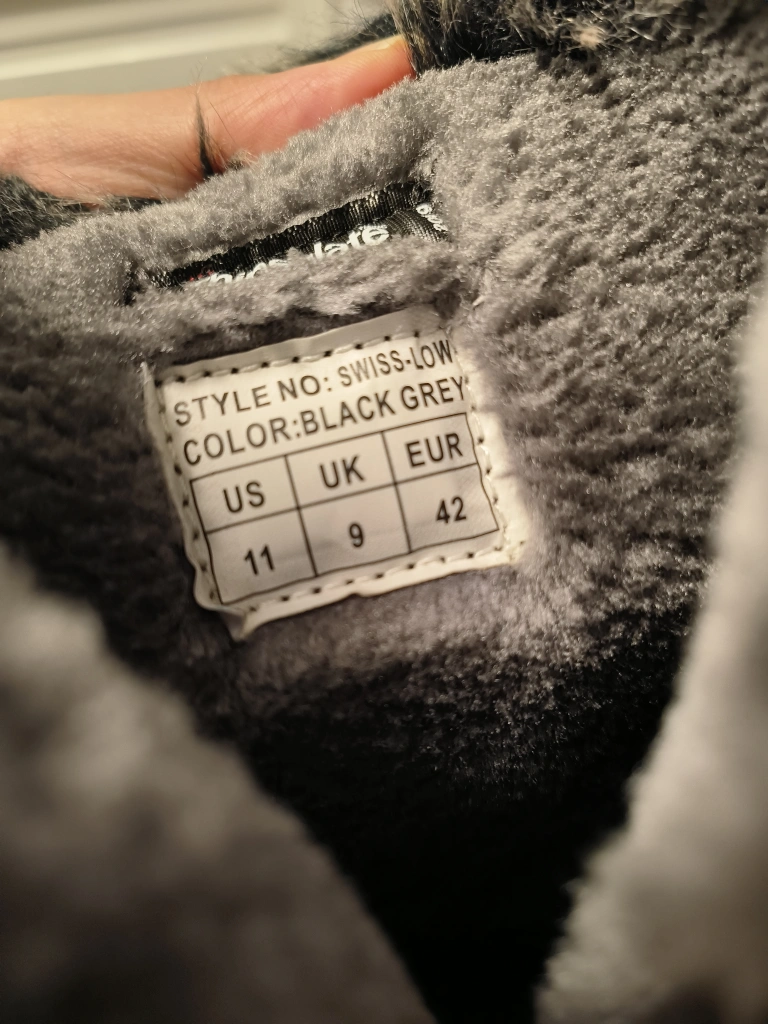 STYLE NO: SWISS-LOW
COLOR:BLACK GREY
US UK EUR
11 9 42